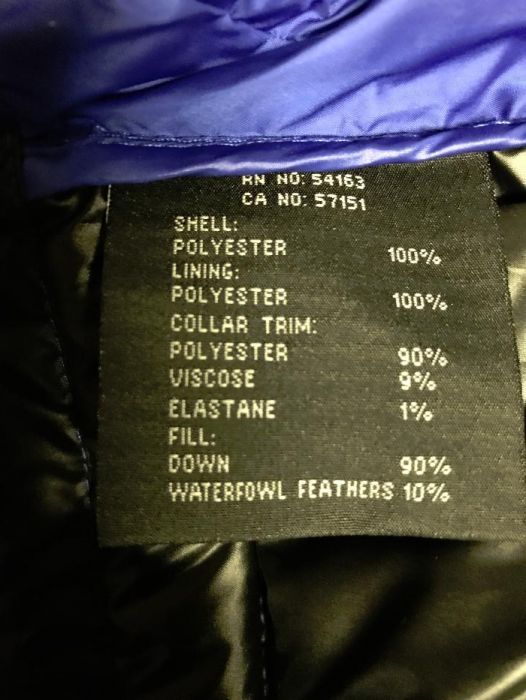 RN NO: 54163
CA NO: 57151
SHELL:
POLYESTER 100%
LINING:
POLYESTER 100%
COLLAR TRIM:
POLYESTER 90%
VISCOSE 9%
ELASTANE 1%
FILL:
DOWN 90%
WATERFOWL FEATHERS 10%